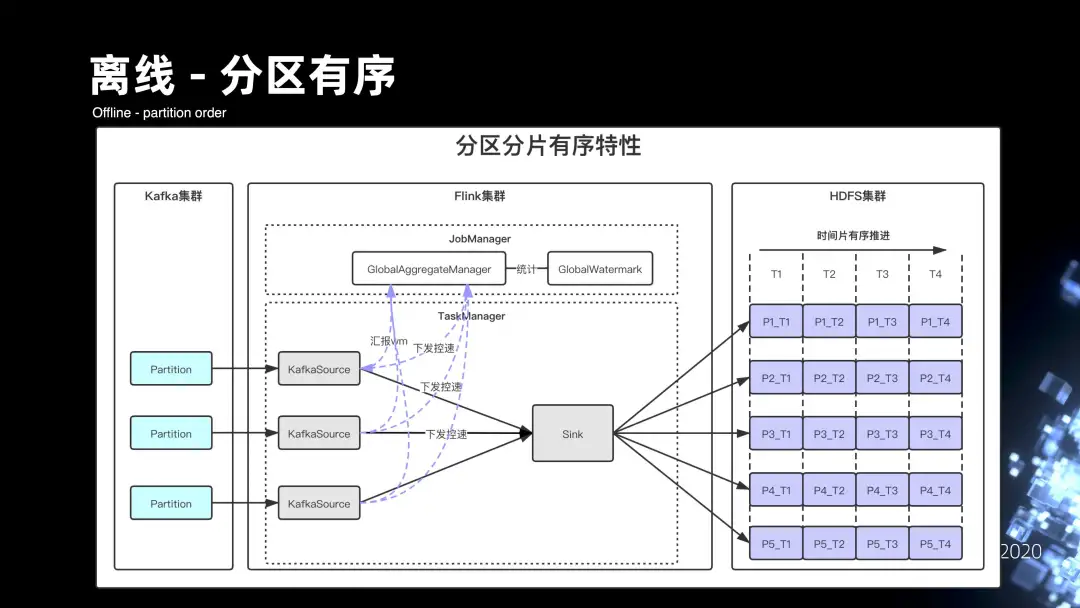 离线 - 分区有序
Offline - partition order
分区分片有序特性
Kafka集群
Partition
Partition
Partition
Flink集群
JobManager
GlobalAggregateManager
统计
GlobalWatermark
TaskManager
汇报wm
下发控速
下发控速
下发控速
KafkaSource
KafkaSource
KafkaSource
Sink
HDFS集群
时间片有序推进
T1 T2 T3 T4
P1_T1 P1_T2 P1_T3 P1_T4
P2_T1 P2_T2 P2_T3 P2_T4
P3_T1 P3_T2 P3_T3 P3_T4
P4_T1 P4_T2 P4_T3 P4_T4
P5_T1 P5_T2 P5_T3 P5_T4
2020